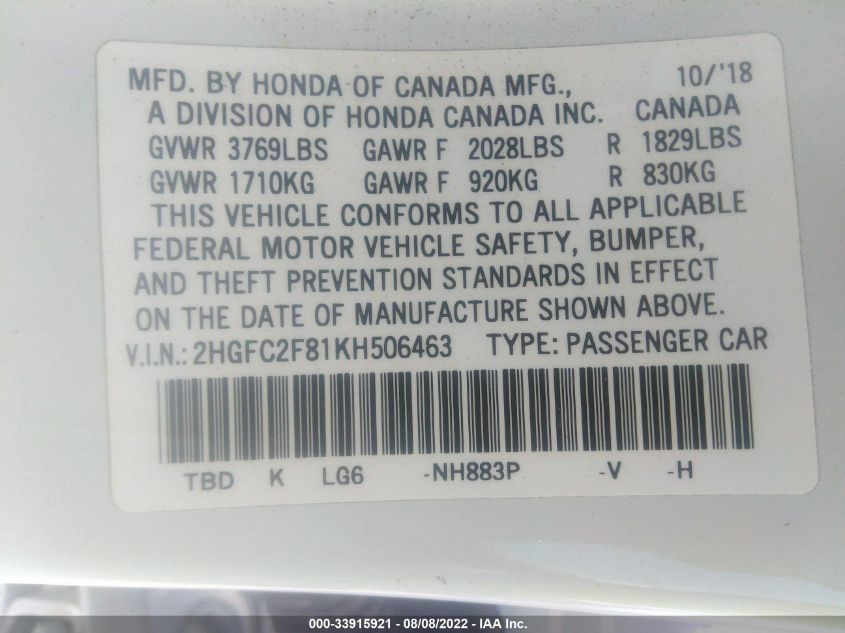 MFD. BY HONDA OF CANADA MFG., 10/'18
A DIVISION OF HONDA CANADA INC. CANADA
GVWR 3769LBS GAWR F 2028LBS R 1829LBS
GVWR 1710KG GAWR F 920KG R 830KG
THIS VEHICLE CONFORMS TO ALL APPLICABLE
FEDERAL MOTOR VEHICLE SAFETY, BUMPER,
AND THEFT PREVENTION STANDARDS IN EFFECT
ON THE DATE OF MANUFACTURE SHOWN ABOVE.
V.I.N.: 2HGFC2F81KH506463 TYPE: PASSENGER CAR
TBD K LG6 -NH883P -V -H
000-33915921 - 08/08/2022 - IAA Inc.